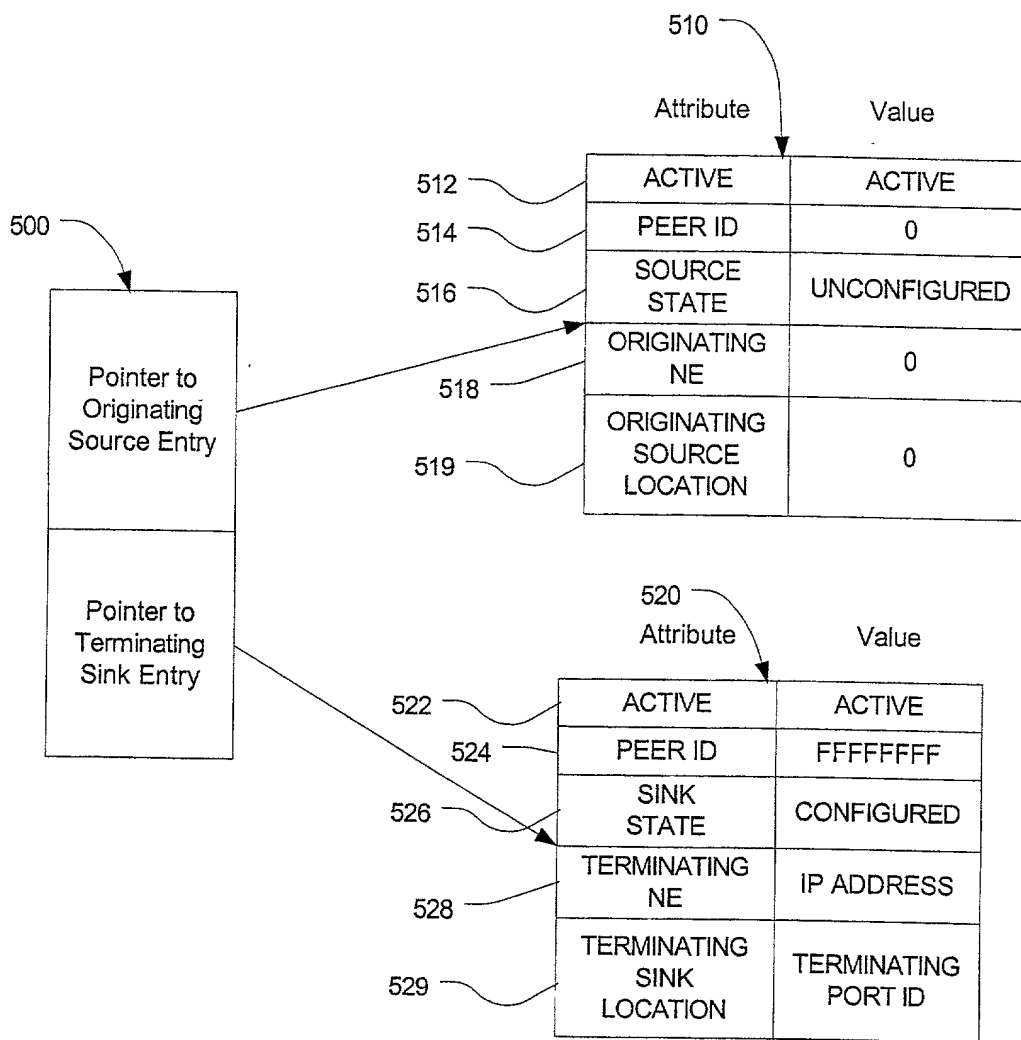 510
Attribute Value
512 ACTIVE ACTIVE
500
514 PEER ID 0
516 SOURCE
STATE UNCONFIGURED
Pointer to
Originating
Source Entry
518 ORIGINATING
NE 0
519 ORIGINATING
SOURCE
LOCATION 0
520
Attribute Value
Pointer to
Terminating
Sink Entry
522 ACTIVE ACTIVE
524 PEER ID FFFFFFFF
526 SINK
STATE CONFIGURED
528 TERMINATING
NE IP ADDRESS
529 TERMINATING
SINK
LOCATION
TERMINATING
PORT ID